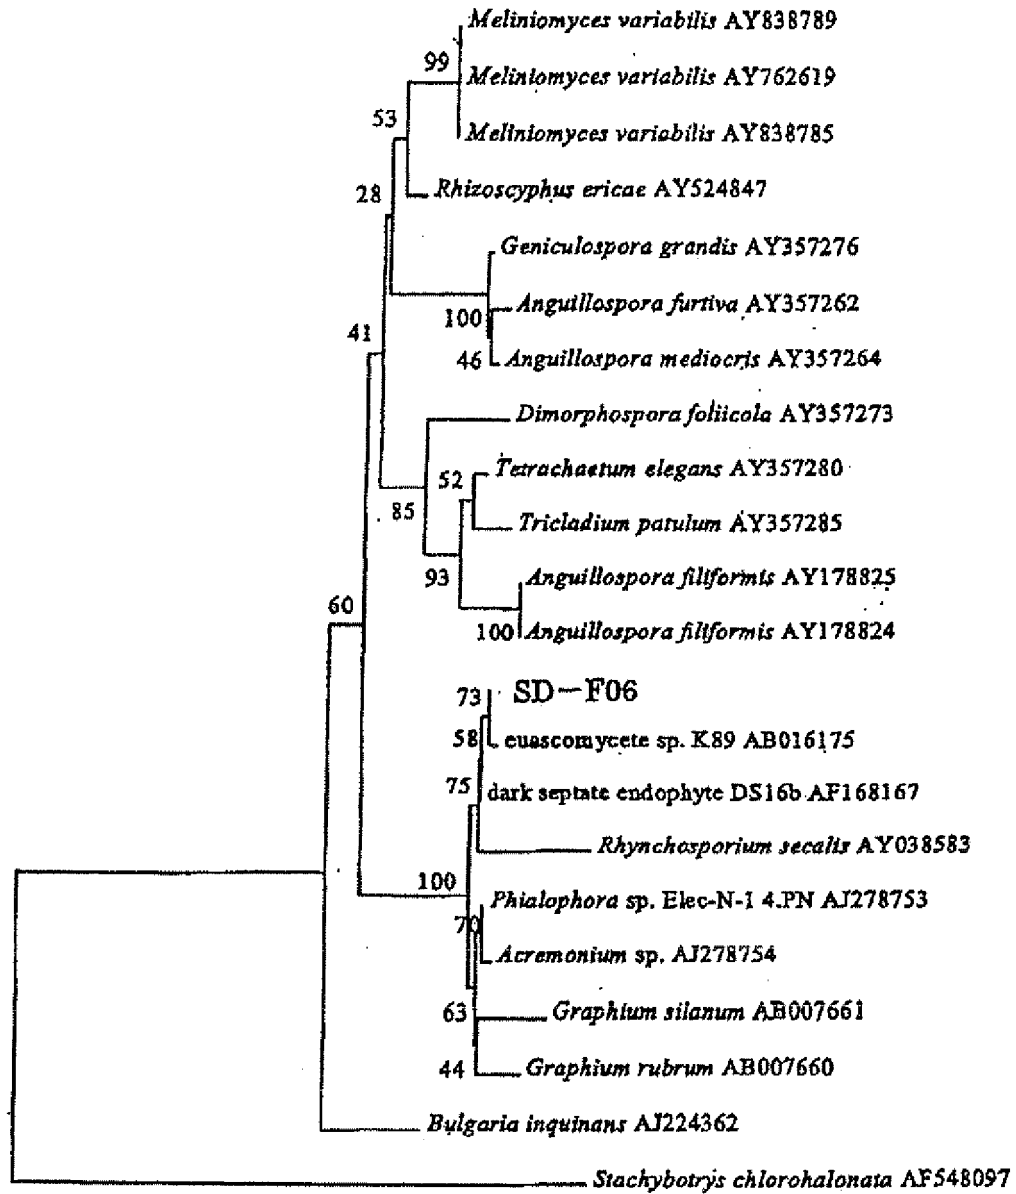 Meliniomyces variabilis AY838789
99
Meliniomyces variabilis AY762619
53
Meliniomyces variabilis AY838785
28
Rhizoscyphus ericae AY524847
Geniculospora grandis AY357276
Anguillospora furtiva AY357262
100
41
46
Anguillospora mediocris AY357264
Dimorphospora foliicola AY357273
52
Tetrachaetum elegans AY357280
85
Tricladium patulum AY357285
93
Anguillospora filiformis AY178825
60
100
Anguillospora filiformis AY178824
73
SD-F06
58
euascomycete sp. K89 AB016175
75
dark septate endophyte DS16b AF168167
Rhynchosporium secalis AY038583
100
Phialophora sp. Elec-N-1 4.PN AJ278753
70
Acremonium sp. AJ278754
63
Graphium silanum AB007661
44
Graphium rubrum AB007660
Bulgaria inquinans AJ224362
Stachybotrys chlorohalonata AF548097